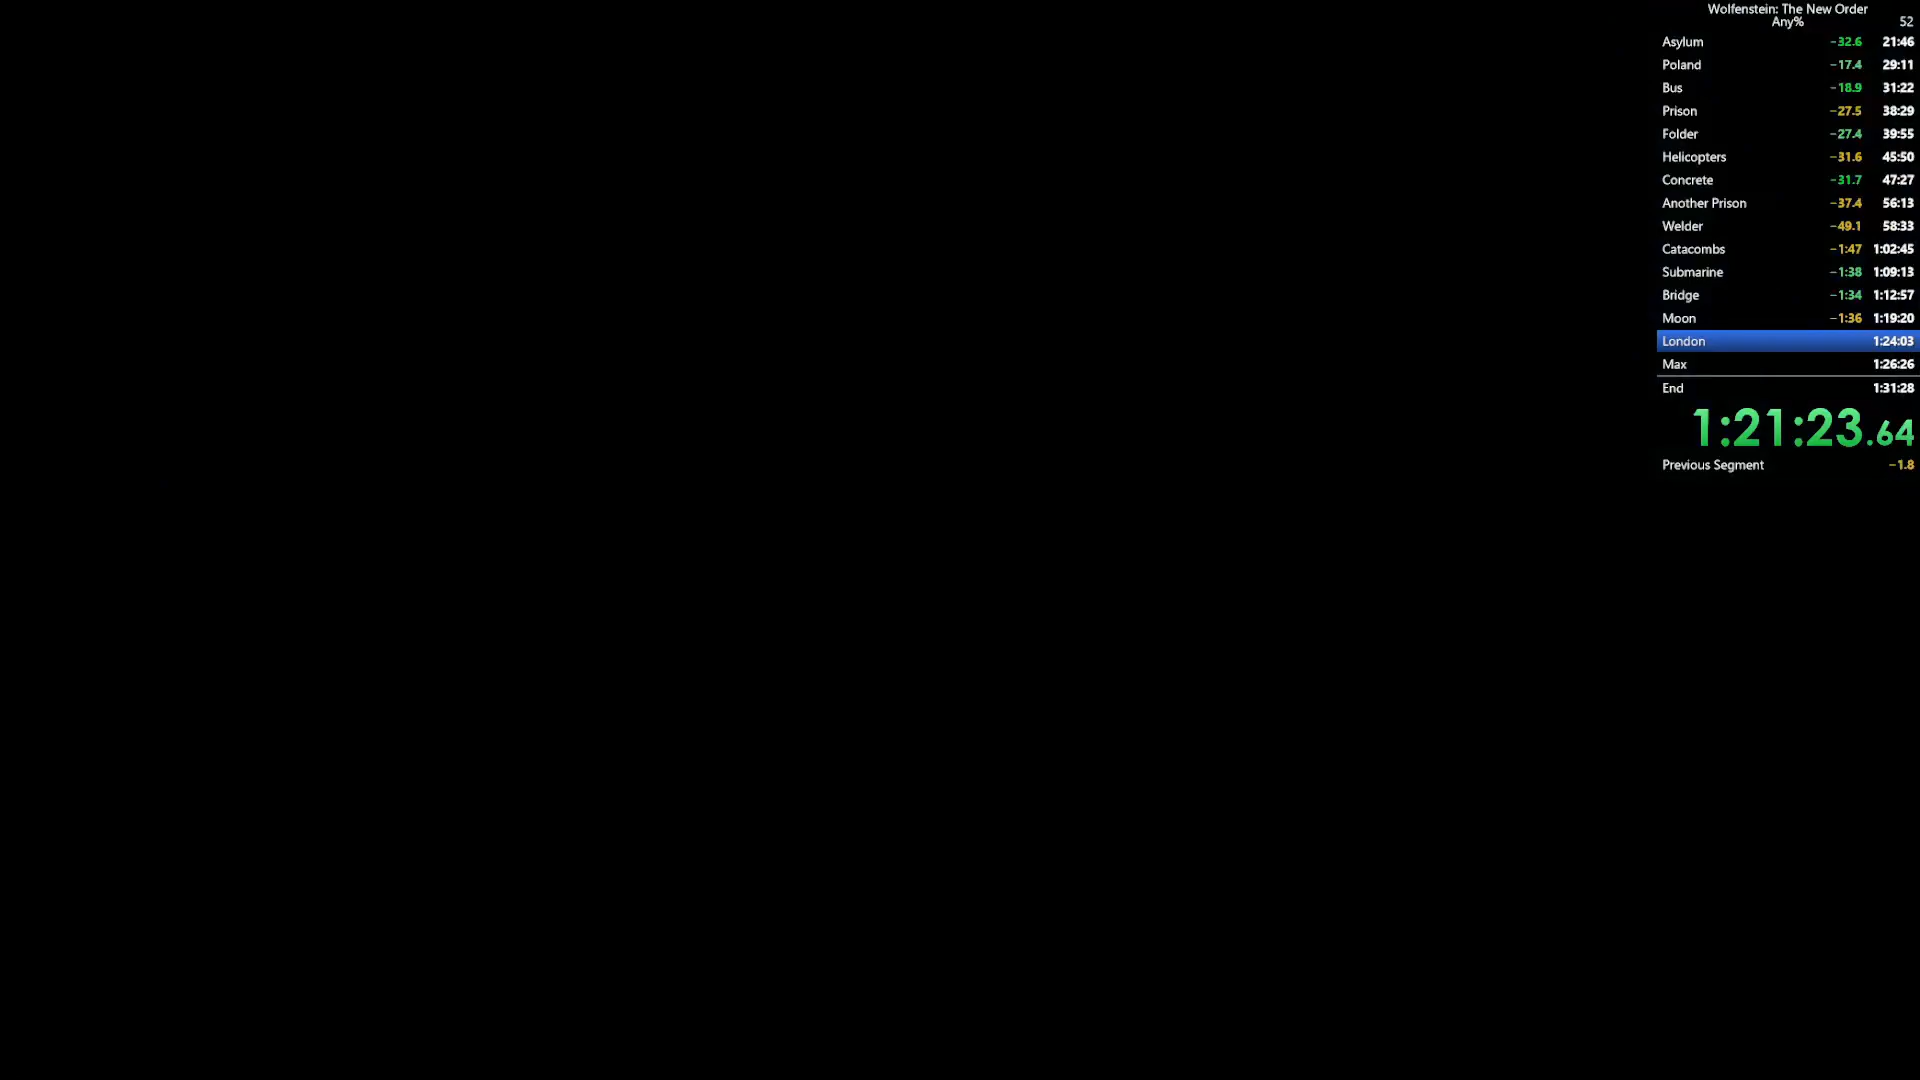 Wolfenstein: The New Order
Any% 52
Asylum -32.6 21:46
Poland -17.4 29:11
Bus -18.9 31:22
Prison -27.5 38:29
Folder -27.4 39:55
Helicopters -31.6 45:50
Concrete -31.7 47:27
Another Prison -37.4 56:13
Welder -49.1 58:33
Catacombs -1:47 1:02:45
Submarine -1:38 1:09:13
Bridge -1:34 1:12:57
Moon -1:36 1:19:20
London 1:24:03
Max 1:26:26
End 1:31:28
1:21:23.64
Previous Segment -1.8